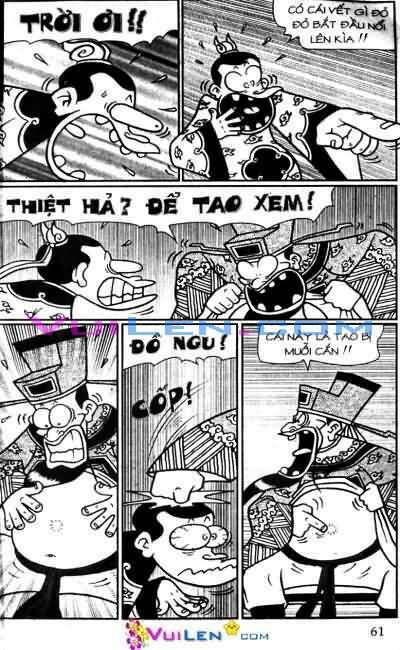 TRỜI ƠI!!
CÓ CÁI VẾT GÌ ĐỎ
ĐỎ BẮT ĐẦU NỔI
LÊN KÌA!!
THIỆT HẢ? ĐỂ TAO XEM!
VUILEN.COM
ĐỒ NGU!
CỐP!
CÁI NÀY LÀ TAO BỊ
MUỖI CẮN!!
61
VUILEN.COM